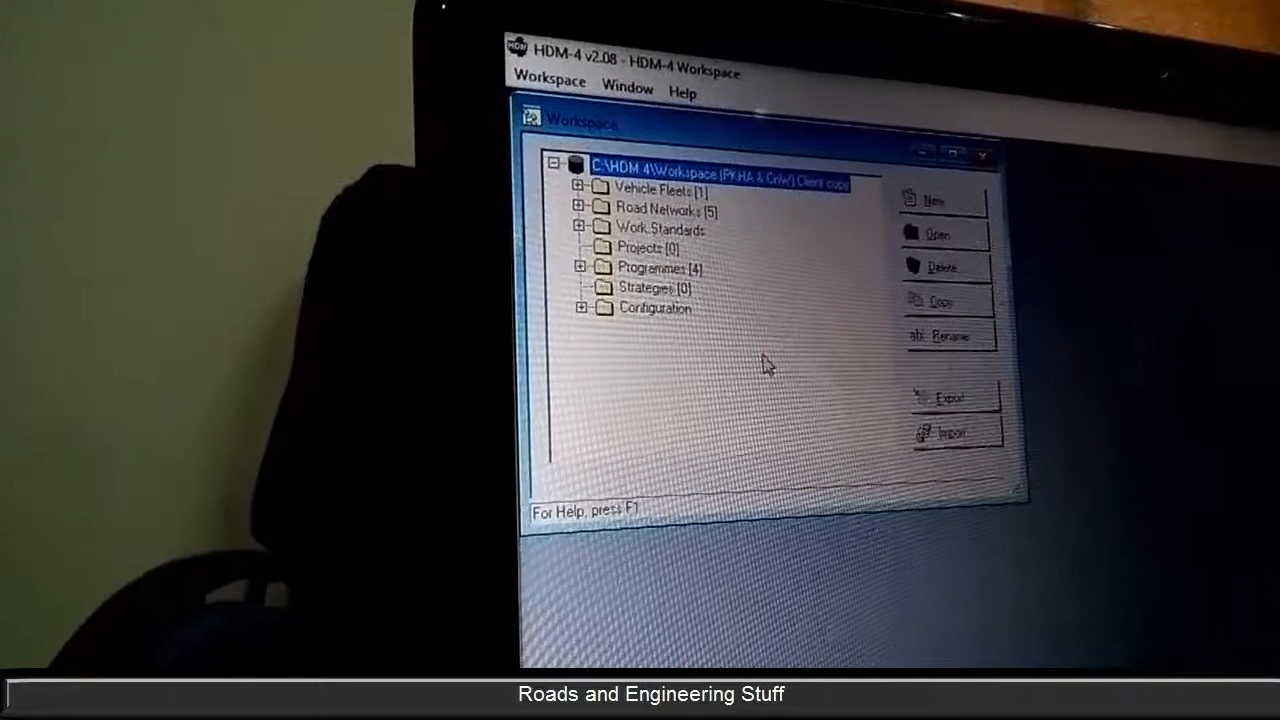 HDM-4 v2.08 - HDM-4 Workspace
Workspace Window Help
Workspace
C:\HDM 4\Workspace (PKHA & CnW) Client copy
Vehicle Fleets [1]
Road Networks [5]
Work Standards
Projects [0]
Programmes [4]
Strategies [0]
Configuration
New
Open
Delete
Copy
Rename
Export
Import
For Help, press F1
Roads and Engineering Stuff